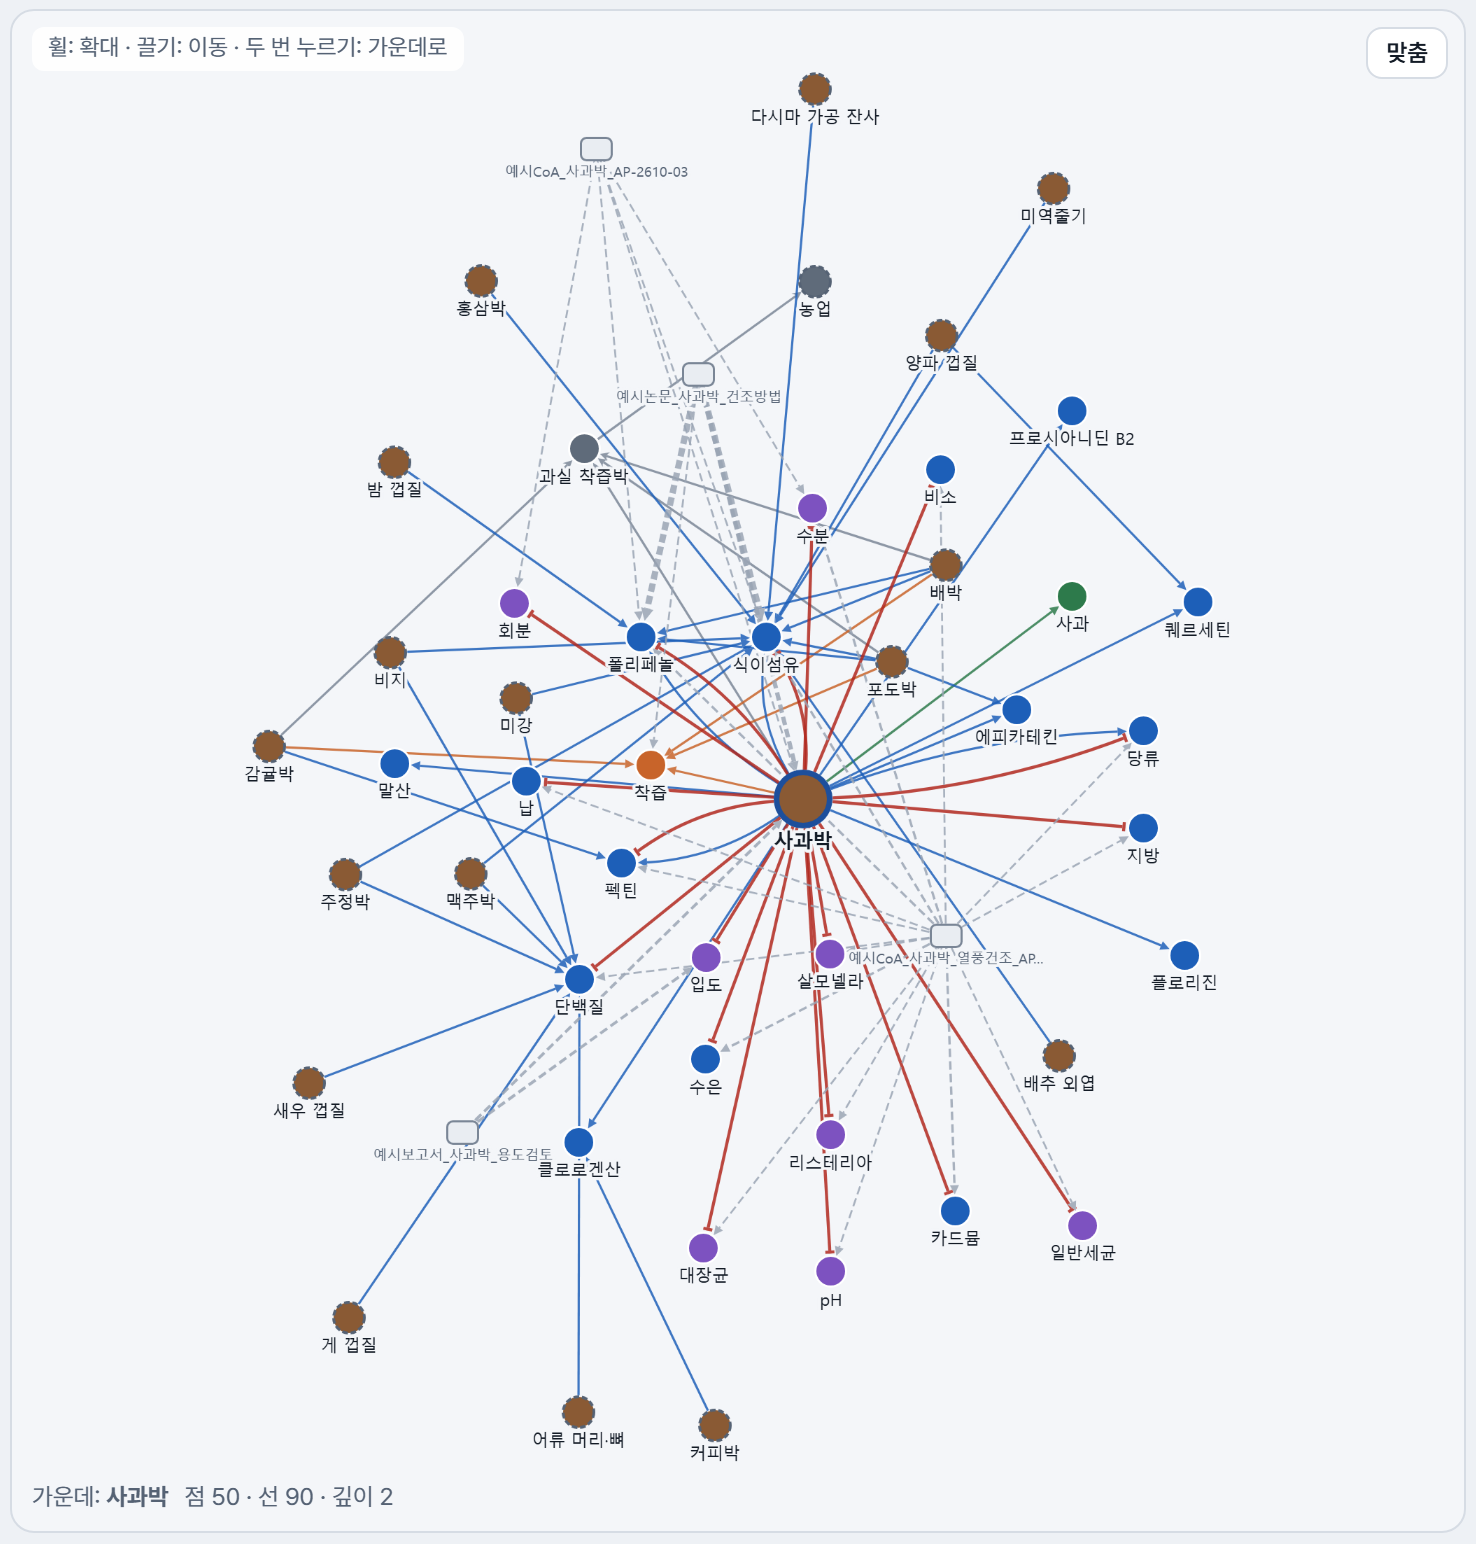 휠: 확대 · 끌기: 이동 · 두 번 누르기: 가운데로
맞춤
다시마 가공 잔사
예시CoA_사과박_AP-2610-03
미역줄기
홍삼박
농업
양파 껍질
예시논문_사과박_건조방법
프로시아니딘 B2
과실 착즙박
밤 껍질
비소
수분
배박
회분
사과
퀘르세틴
폴리페놀
식이섬유
비지
포도박
미강
에피카테킨
감귤박
당류
말산
착즙
납
사과박
지방
펙틴
주정박
맥주박
예시CoA_사과박_열풍건조_AP...
입도
살모넬라
플로리진
단백질
수은
배추 외엽
새우 껍질
예시보고서_사과박_용도검토
클로로겐산
리스테리아
카드뮴
일반세균
대장균
pH
게 껍질
어류 머리·뼈
커피박
가운데: 사과박 점 50 · 선 90 · 깊이 2